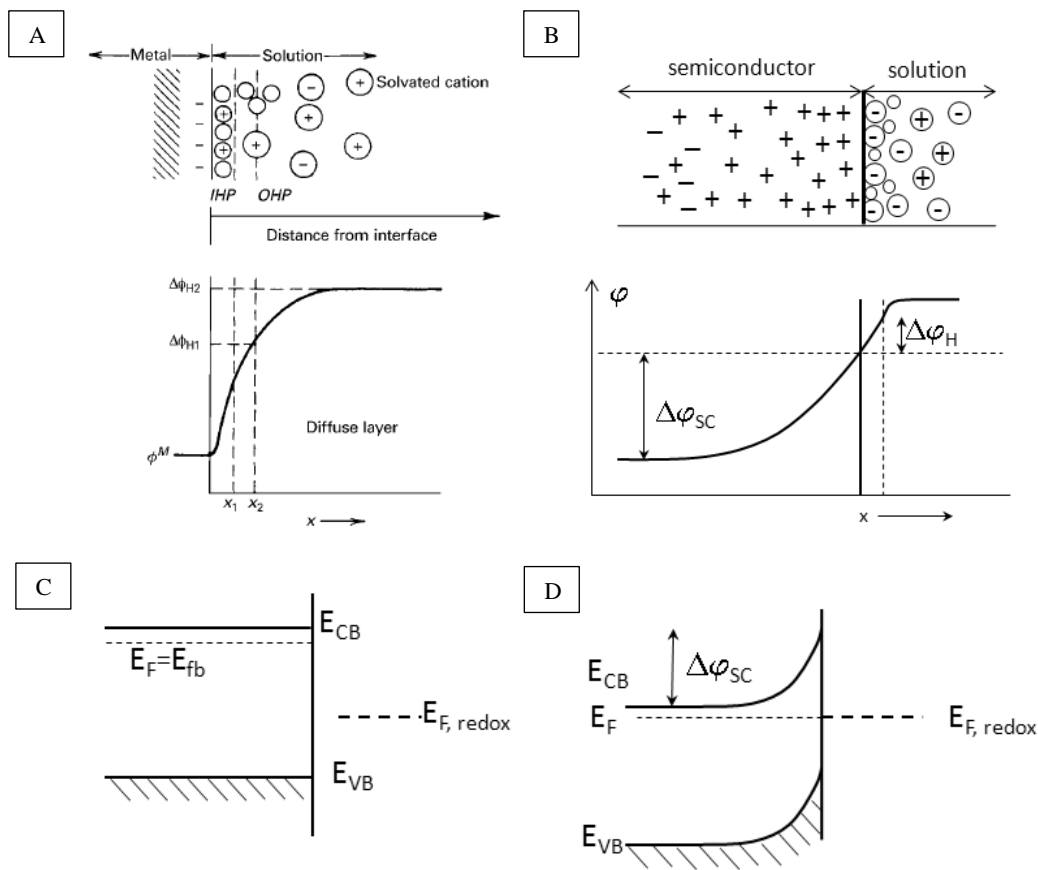 A
Metal
Solution
Solvated cation
IHP
OHP
Distance from interface
Δϕ_H2
Δϕ_H1
ϕ^M
Diffuse layer
x_1
x_2
x
B
semiconductor
solution
φ
Δφ_H
Δφ_SC
x
C
E_CB
E_F=E_fb
E_F, redox
E_VB
D
E_CB
Δφ_SC
E_F
E_F, redox
E_VB